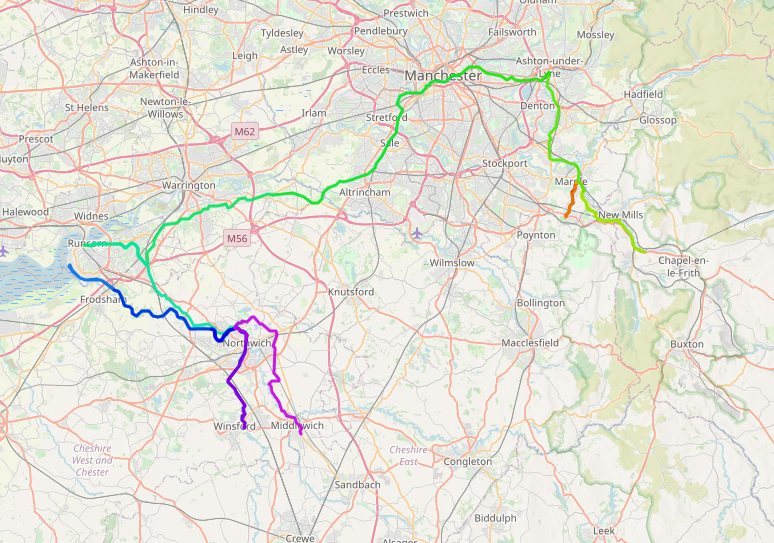 Oldham
Hindley
Prestwich
Tyldesley
Pendlebury
Failsworth
Mossley
Leigh
Astley
Worsley
Ashton-in-
Makerfield
Eccles
Manchester
Ashton-under-
Lyne
Hadfield
St Helens
Newton-le-
Willows
Irlam
Stretford
Denton
Glossop
M62
Prescot
Sale
Huyton
Stockport
Warrington
Altrincham
Marple
Halewood
Widnes
New Mills
Runcorn
M56
Poynton
Wilmslow
Chapel-en-
le-Frith
Frodsham
Knutsford
Bollington
Northwich
Macclesfield
Buxton
Winsford
Middlewich
Cheshire
West and
Chester
Cheshire
East
Congleton
Sandbach
Biddulph
Crewe
Alsager
Leek